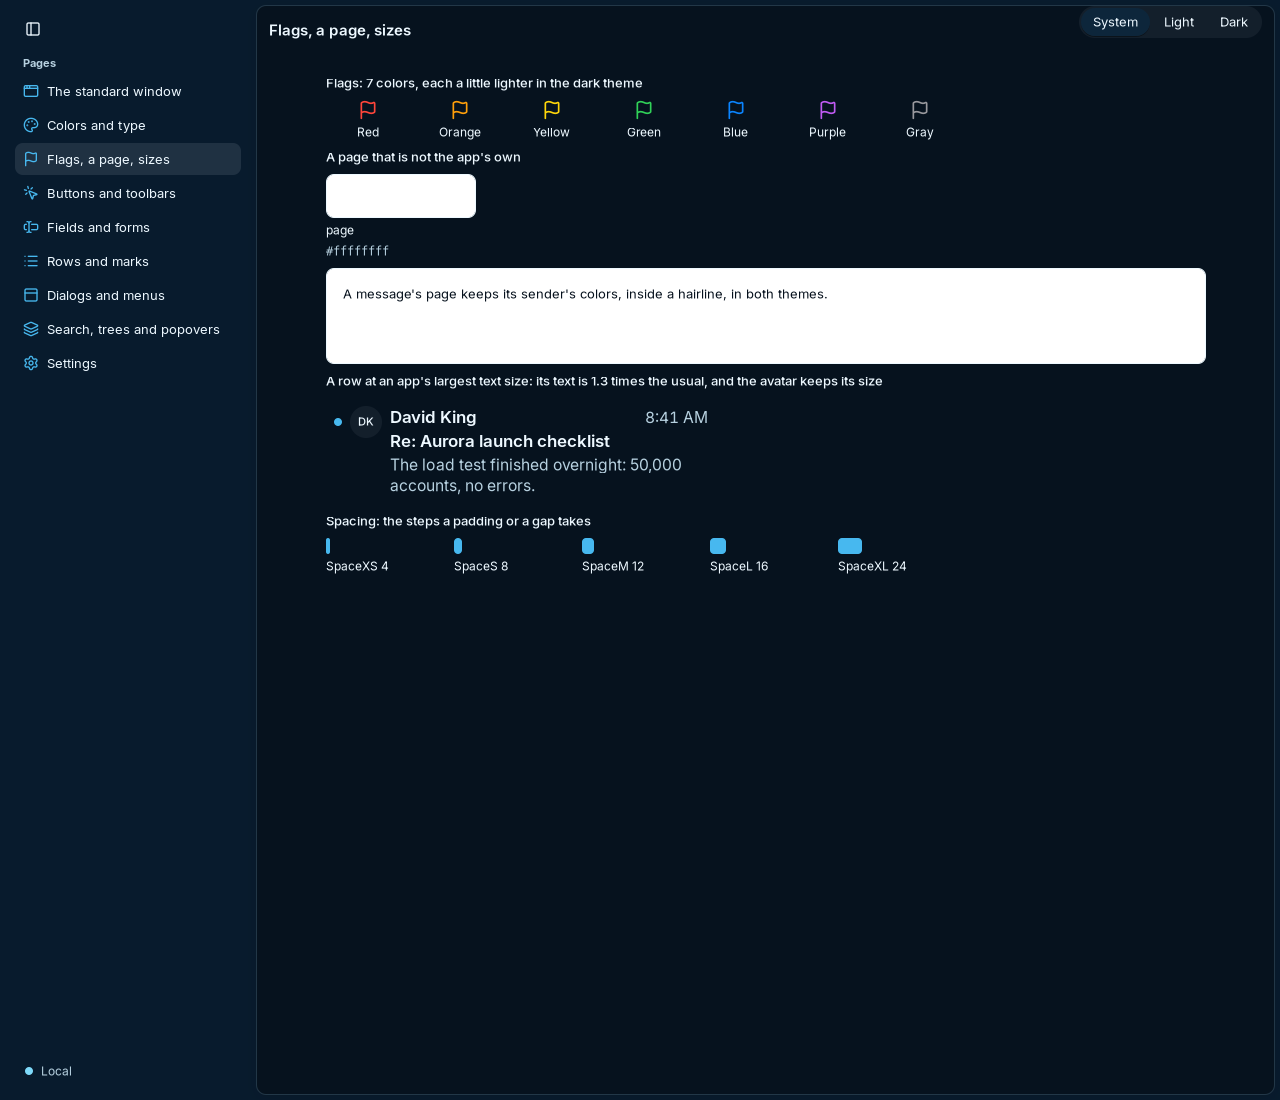 Flags, a page, sizes
System
Light
Dark
Pages
The standard window
Colors and type
Flags, a page, sizes
Buttons and toolbars
Fields and forms
Rows and marks
Dialogs and menus
Search, trees and popovers
Settings
Local
Flags: 7 colors, each a little lighter in the dark theme
Red
Orange
Yellow
Green
Blue
Purple
Gray
A page that is not the app's own
page
#ffffffff
A message's page keeps its sender's colors, inside a hairline, in both themes.
A row at an app's largest text size: its text is 1.3 times the usual, and the avatar keeps its size
DK
David King
8:41 AM
Re: Aurora launch checklist
The load test finished overnight: 50,000
accounts, no errors.
Spacing: the steps a padding or a gap takes
SpaceXS 4
SpaceS 8
SpaceM 12
SpaceL 16
SpaceXL 24